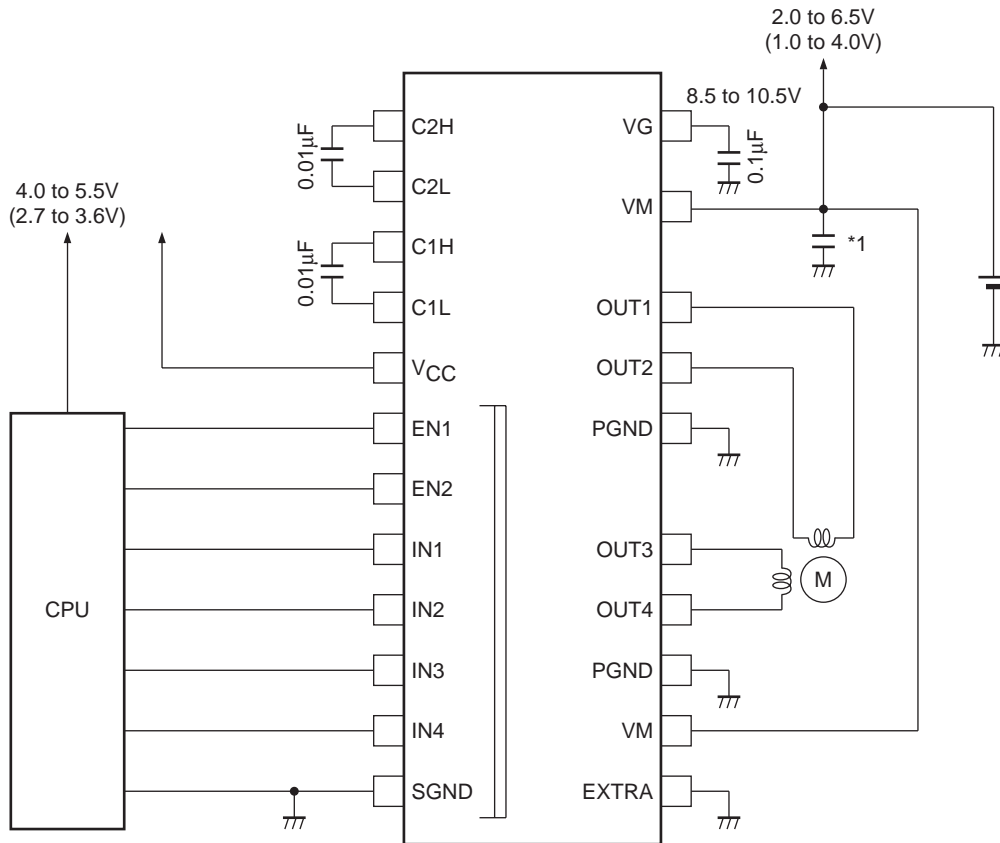 2.0 to 6.5V
(1.0 to 4.0V)
8.5 to 10.5V
C2H
VG
0.01μF
0.1μF
C2L
4.0 to 5.5V
(2.7 to 3.6V)
VM
C1H
*1
0.01μF
C1L
OUT1
VCC
OUT2
EN1
PGND
EN2
IN1
OUT3
M
CPU
IN2
OUT4
IN3
PGND
IN4
VM
SGND
EXTRA